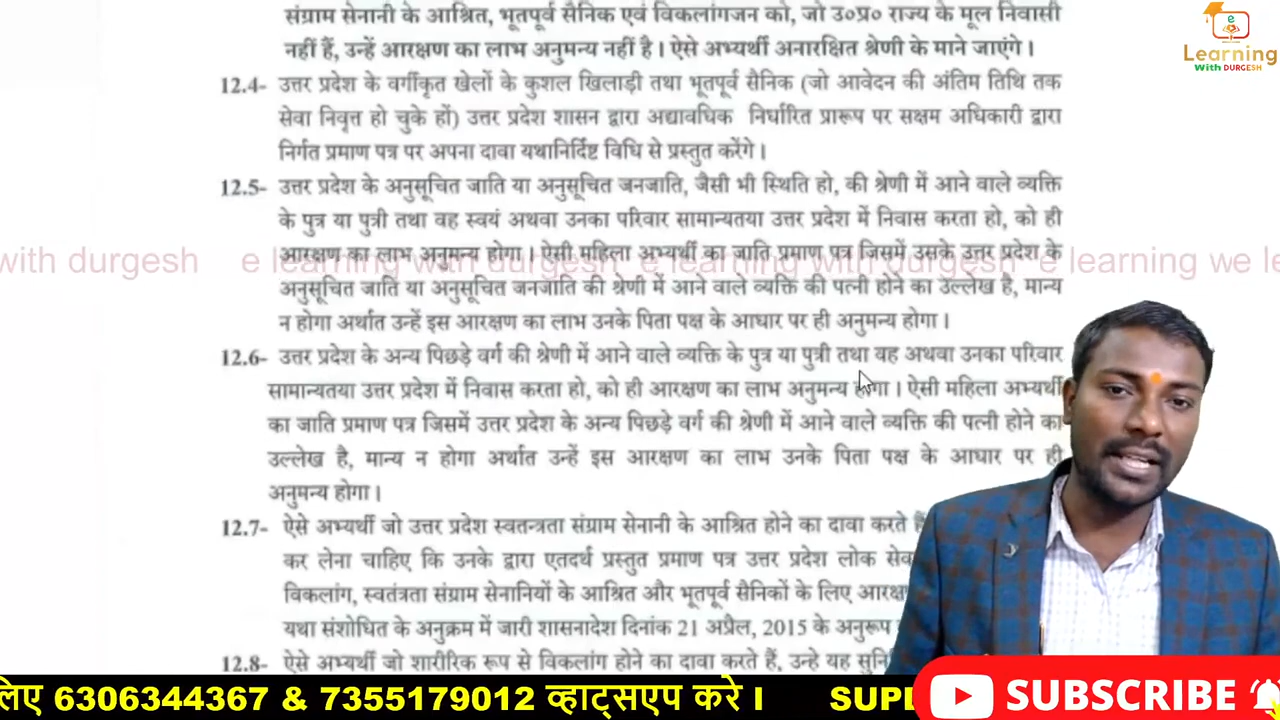 संग्राम सेनानी के आश्रित, भूतपूर्व सैनिक एवं विकलांगजन को, जो उ०प्र० राज्य के मूल निवासी
नहीं हैं, उन्हें आरक्षण का लाभ अनुमन्य नहीं है। ऐसे अभ्यर्थी अनारक्षित श्रेणी के माने जाएंगे।
12.4- उत्तर प्रदेश के वर्गीकृत खेलों के कुशल खिलाड़ी तथा भूतपूर्व सैनिक (जो आवेदन की अंतिम तिथि तक
सेवा निवृत्त हो चुके हों) उत्तर प्रदेश शासन द्वारा अद्यावधिक निर्धारित प्रारूप पर सक्षम अधिकारी द्वारा
निर्गत प्रमाण पत्र पर अपना दावा यथानिर्दिष्ट विधि से प्रस्तुत करेंगे।
12.5- उत्तर प्रदेश के अनुसूचित जाति या अनुसूचित जनजाति, जैसी भी स्थिति हो, की श्रेणी में आने वाले व्यक्ति
के पुत्र या पुत्री तथा वह स्वयं अथवा उनका परिवार सामान्यतया उत्तर प्रदेश में निवास करता हो, को ही
आरक्षण का लाभ अनुमन्य होगा। ऐसी महिला अभ्यर्थी का जाति प्रमाण पत्र जिसमें उसके उत्तर प्रदेश के
with durgesh e learning with durgesh e learning with durgesh e learning we le
अनुसूचित जाति या अनुसूचित जनजाति की श्रेणी में आने वाले व्यक्ति की पत्नी होने का उल्लेख है, मान्य
न होगा अर्थात उन्हें इस आरक्षण का लाभ उनके पिता पक्ष के आधार पर ही अनुमन्य होगा।
12.6- उत्तर प्रदेश के अन्य पिछड़े वर्ग की श्रेणी में आने वाले व्यक्ति के पुत्र या पुत्री तथा वह अथवा उनका परिवार
सामान्यतया उत्तर प्रदेश में निवास करता हो, को ही आरक्षण का लाभ अनुमन्य होगा। ऐसी महिला अभ्यर्थी
का जाति प्रमाण पत्र जिसमें उत्तर प्रदेश के अन्य पिछड़े वर्ग की श्रेणी में आने वाले व्यक्ति की पत्नी होने का
उल्लेख है, मान्य न होगा अर्थात उन्हें इस आरक्षण का लाभ उनके पिता पक्ष के आधार पर ही
अनुमन्य होगा।
12.7- ऐसे अभ्यर्थी जो उत्तर प्रदेश स्वतन्त्रता संग्राम सेनानी के आश्रित होने का दावा करते
कर लेना चाहिए कि उनके द्वारा एतदर्थ प्रस्तुत प्रमाण पत्र उत्तर प्रदेश लोक सेव
विकलांग, स्वतंत्रता संग्राम सेनानियों के आश्रित और भूतपूर्व सैनिकों के लिए आरक्ष
यथा संशोधित के अनुक्रम में जारी शासनादेश दिनांक 21 अप्रैल, 2015 के अनुरूप
12.8- ऐसे अभ्यर्थी जो शारीरिक रूप से विकलांग होने का दावा करते हैं, उन्हे यह सुनि
e
Learning
With DURGESH
लिए 6306344367 & 7355179012 व्हाट्सएप करे I SUPE
SUBSCRIBE